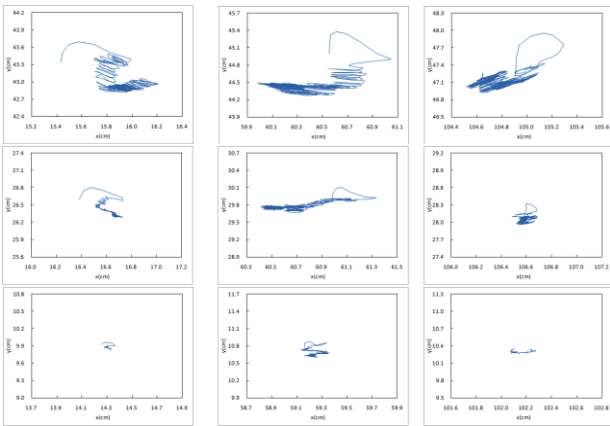 44.2
43.9
43.6
43.3
43.0
42.7
42.4
y(cm)
15.2 15.4 15.6 15.8 16.0 16.2 16.4
x(cm)
45.7
45.4
45.1
44.8
44.5
44.2
43.9
y(cm)
59.9 60.1 60.3 60.5 60.7 60.9 61.1
x(cm)
48.3
48.0
47.7
47.4
47.1
46.8
46.5
y(cm)
104.4 104.6 104.8 105.0 105.2 105.4 105.6
x(cm)
27.4
27.1
26.8
26.5
26.2
25.9
25.6
y(cm)
16.0 16.2 16.4 16.6 16.8 17.0 17.2
x(cm)
30.7
30.4
30.1
29.8
29.5
29.2
28.9
y(cm)
60.3 60.5 60.7 60.9 61.1 61.3 61.5
x(cm)
29.2
28.9
28.6
28.3
28.0
27.7
27.4
y(cm)
106.0 106.2 106.4 106.6 106.8 107.0 107.2
x(cm)
10.8
10.5
10.2
9.9
9.6
9.3
9.0
y(cm)
13.7 13.9 14.1 14.3 14.5 14.7 14.9
x(cm)
11.7
11.4
11.1
10.8
10.5
10.2
9.9
y(cm)
58.7 58.9 59.1 59.3 59.5 59.7 59.9
x(cm)
11.3
11.0
10.7
10.4
10.1
9.8
9.5
y(cm)
101.6 101.8 102.0 102.2 102.4 102.6 102.8
x(cm)